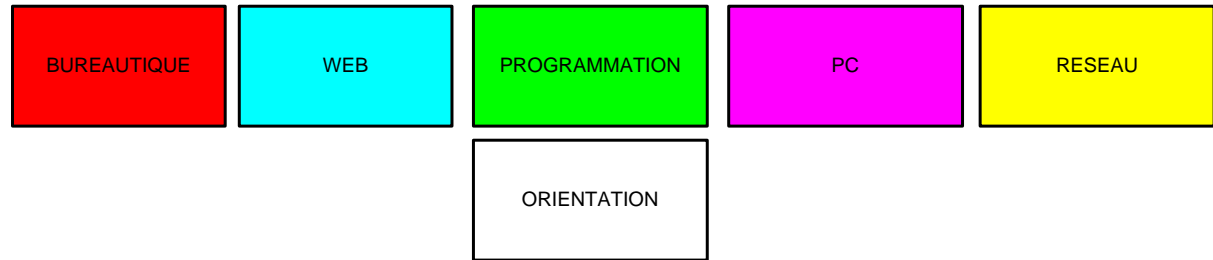 BUREAUTIQUE
WEB
PROGRAMMATION
PC
RESEAU
ORIENTATION